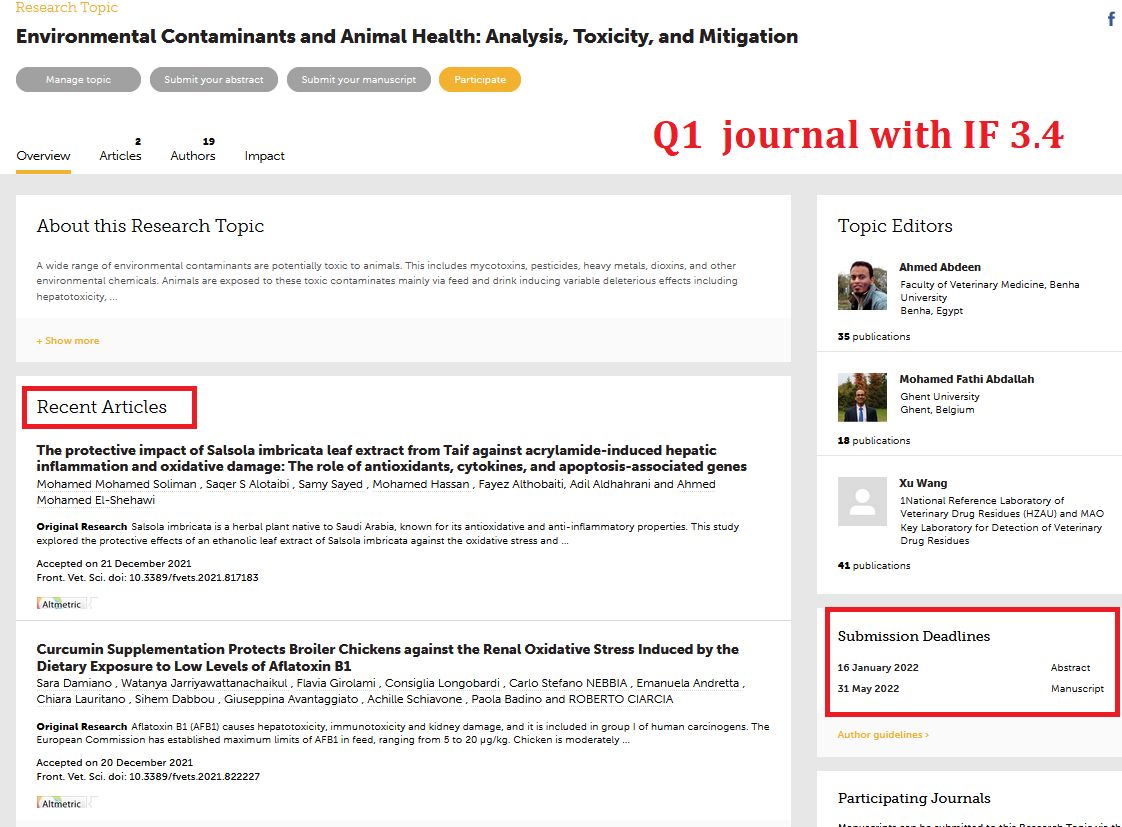 Research Topic
Environmental Contaminants and Animal Health: Analysis, Toxicity, and Mitigation
f
Manage topic
Submit your abstract
Submit your manuscript
Participate
Q1 journal with IF 3.4
2
19
Overview
Articles
Authors
Impact
About this Research Topic
A wide range of environmental contaminants are potentially toxic to animals. This includes mycotoxins, pesticides, heavy metals, dioxins, and other
environmental chemicals. Animals are exposed to these toxic contaminates mainly via feed and drink inducing variable deleterious effects including
hepatotoxicity, ...
+ Show more
Recent Articles
The protective impact of Salsola imbricata leaf extract from Taif against acrylamide-induced hepatic
inflammation and oxidative damage: The role of antioxidants, cytokines, and apoptosis-associated genes
Mohamed Mohamed Soliman , Saqer S Alotaibi , Samy Sayed , Mohamed Hassan , Fayez Althobaiti, Adil Aldhahrani and Ahmed
Mohamed El-Shehawi
Original Research Salsola imbricata is a herbal plant native to Saudi Arabia, known for its antioxidative and anti-inflammatory properties. This study
explored the protective effects of an ethanolic leaf extract of Salsola imbricata against the oxidative stress and ...
Accepted on 21 December 2021
Front. Vet. Sci. doi: 10.3389/fvets.2021.817183
Altmetric
Curcumin Supplementation Protects Broiler Chickens against the Renal Oxidative Stress Induced by the
Dietary Exposure to Low Levels of Aflatoxin B1
Sara Damiano , Watanya Jarriyawattanachaikul , Flavia Girolami , Consiglia Longobardi , Carlo Stefano NEBBIA , Emanuela Andretta ,
Chiara Lauritano , Sihem Dabbou , Giuseppina Avantaggiato , Achille Schiavone , Paola Badino and ROBERTO CIARCIA
Original Research Aflatoxin B1 (AFB1) causes hepatotoxicity, immunotoxicity and kidney damage, and it is included in group I of human carcinogens. The
European Commission has established maximum limits of AFB1 in feed, ranging from 5 to 20 µg/kg. Chicken is moderately ...
Accepted on 20 December 2021
Front. Vet. Sci. doi: 10.3389/fvets.2021.822227
Altmetric
Topic Editors
Ahmed Abdeen
Faculty of Veterinary Medicine, Benha
University
Benha, Egypt
35 publications
Mohamed Fathi Abdallah
Ghent University
Ghent, Belgium
18 publications
Xu Wang
1National Reference Laboratory of
Veterinary Drug Residues (HZAU) and MAO
Key Laboratory for Detection of Veterinary
Drug Residues
41 publications
Submission Deadlines
16 January 2022 Abstract
31 May 2022 Manuscript
Author guidelines ›
Participating Journals
Manuscripts can be submitted to this Research Topic via the